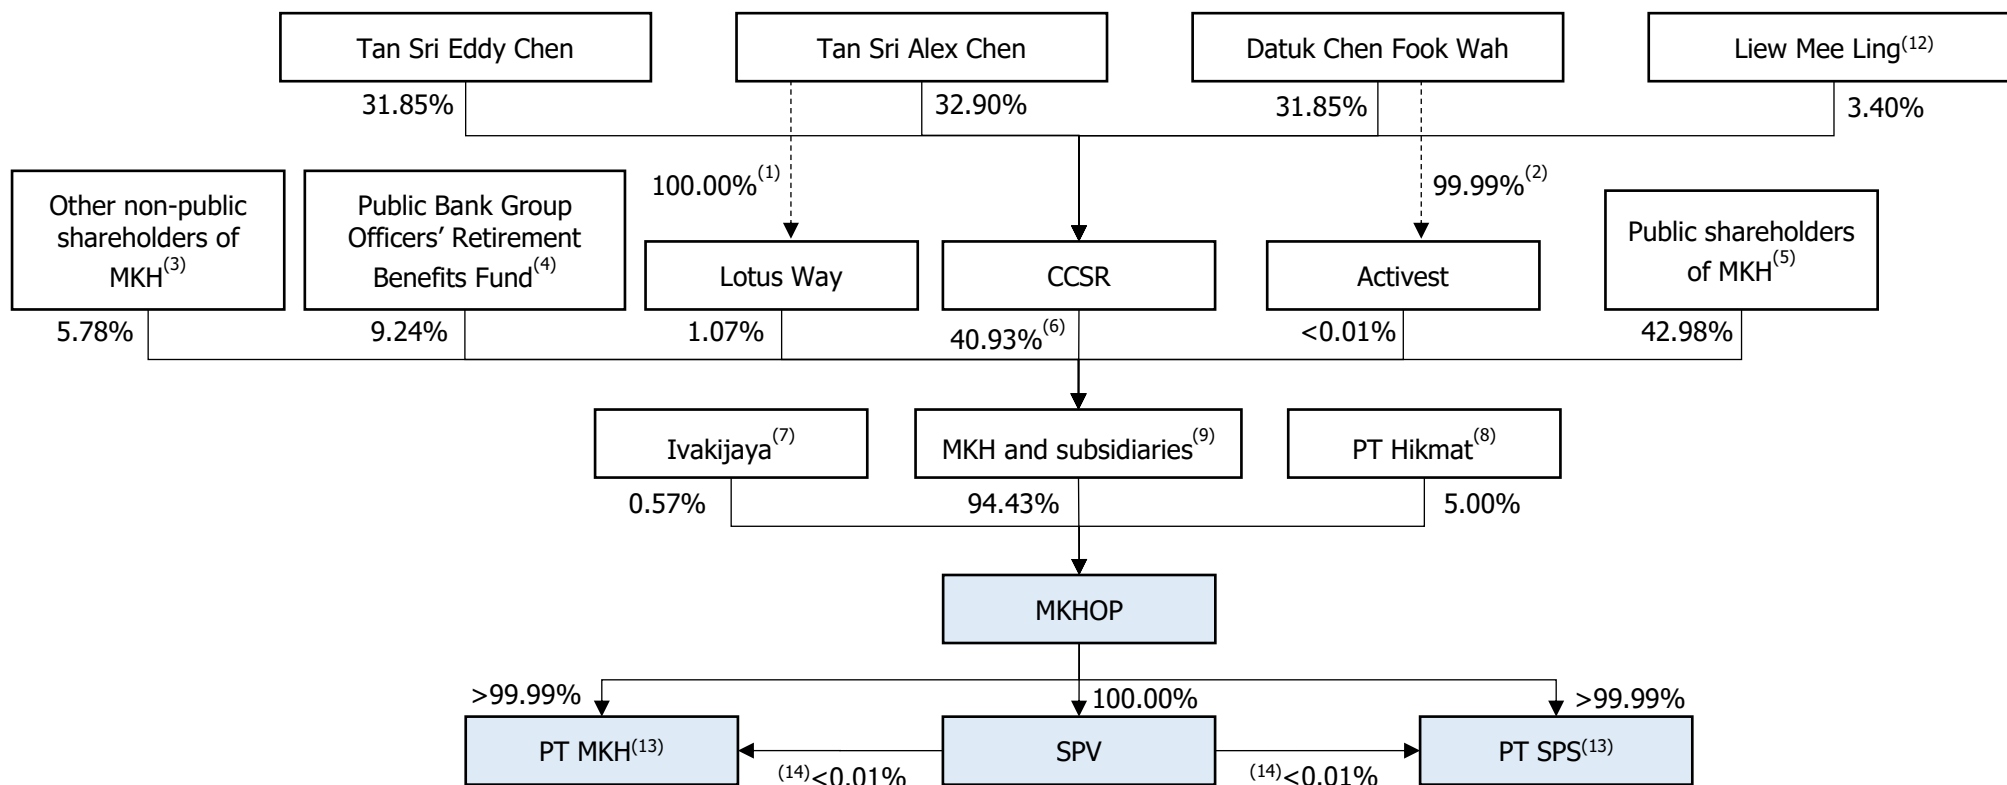 Tan Sri Eddy Chen
Tan Sri Alex Chen
Datuk Chen Fook Wah
Liew Mee Ling(12)
31.85%
32.90%
31.85%
3.40%
100.00%(1)
99.99%(2)
Other non-public
shareholders of
MKH(3)
Public Bank Group
Officers’ Retirement
Benefits Fund(4)
Lotus Way
CCSR
Activest
Public shareholders
of MKH(5)
5.78%
9.24%
1.07%
40.93%(6)
<0.01%
42.98%
Ivakijaya(7)
MKH and subsidiaries(9)
PT Hikmat(8)
0.57%
94.43%
5.00%
MKHOP
>99.99%
100.00%
>99.99%
PT MKH(13)
SPV
PT SPS(13)
(14)<0.01%
(14)<0.01%